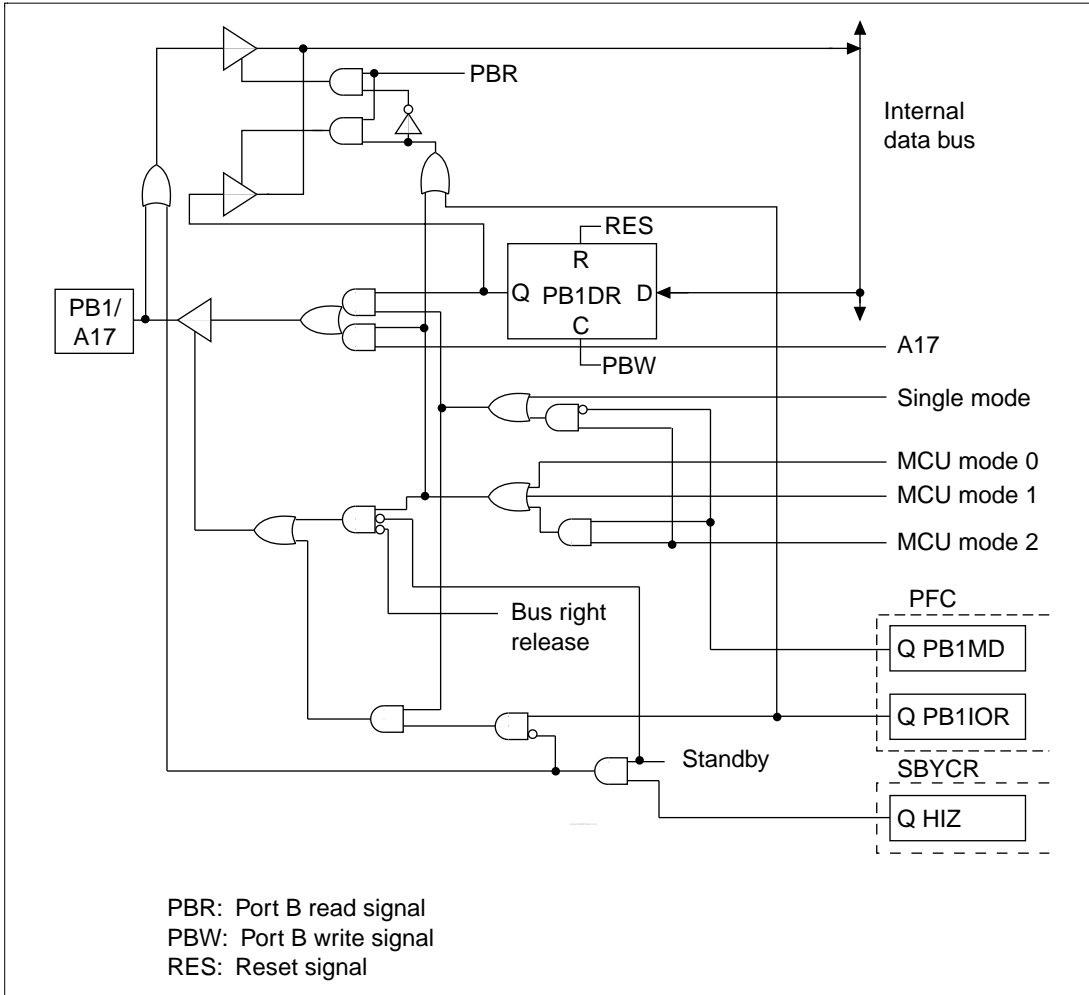 PBR
Internal
data bus
RES
R
Q PB1DR D
C
PB1/
A17
PBW
A17
Single mode
MCU mode 0
MCU mode 1
MCU mode 2
PFC
Bus right
release
Q PB1MD
Q PB1IOR
Standby
SBYCR
Q HIZ
PBR: Port B read signal
PBW: Port B write signal
RES: Reset signal